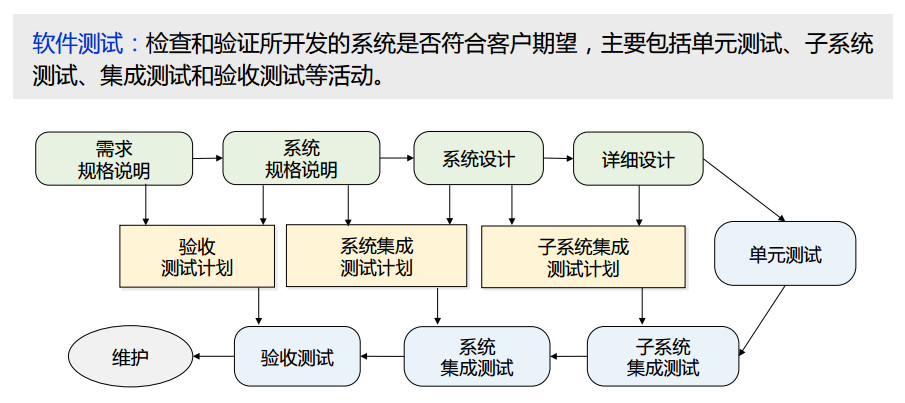 软件测试：检查和验证所开发的系统是否符合客户期望，主要包括单元测试、子系统
测试、集成测试和验收测试等活动。
需求
规格说明
系统
规格说明
系统设计
详细设计
验收
测试计划
系统集成
测试计划
子系统集成
测试计划
单元测试
维护
验收测试
系统
集成测试
子系统
集成测试